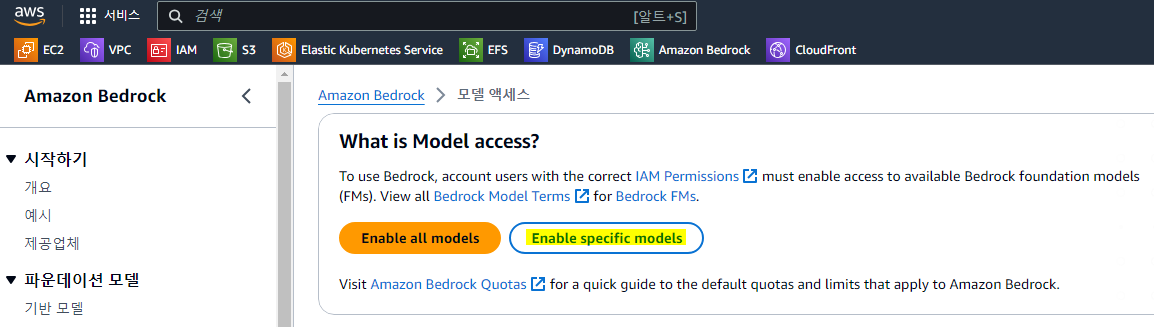 aws 서비스 검색 [알트+S]
EC2 VPC IAM S3 Elastic Kubernetes Service EFS DynamoDB Amazon Bedrock CloudFront
Amazon Bedrock
시작하기
개요
예시
제공업체
파운데이션 모델
기반 모델
Amazon Bedrock > 모델 액세스
What is Model access?
To use Bedrock, account users with the correct IAM Permissions must enable access to available Bedrock foundation models
(FMs). View all Bedrock Model Terms for Bedrock FMs.
Enable all models Enable specific models
Visit Amazon Bedrock Quotas for a quick guide to the default quotas and limits that apply to Amazon Bedrock.